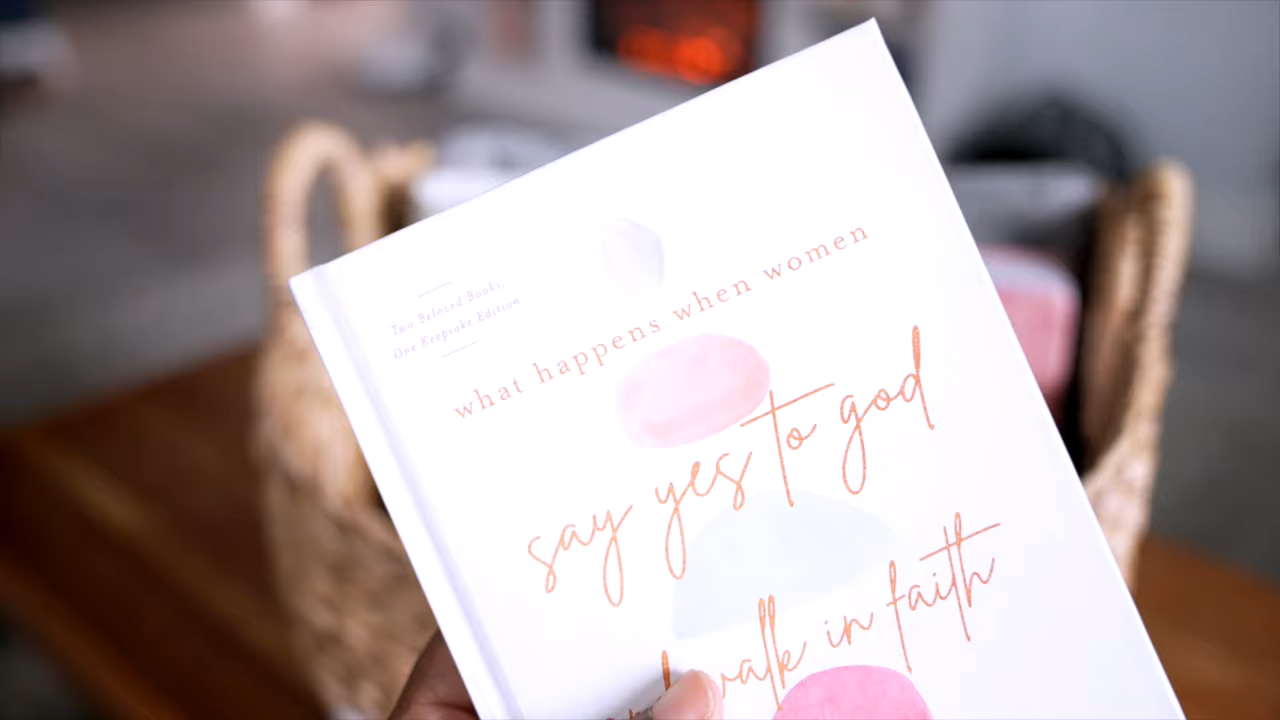 Two Beloved Books,
One Keepsake Edition
what happens when women
say yes to god
walk in faith